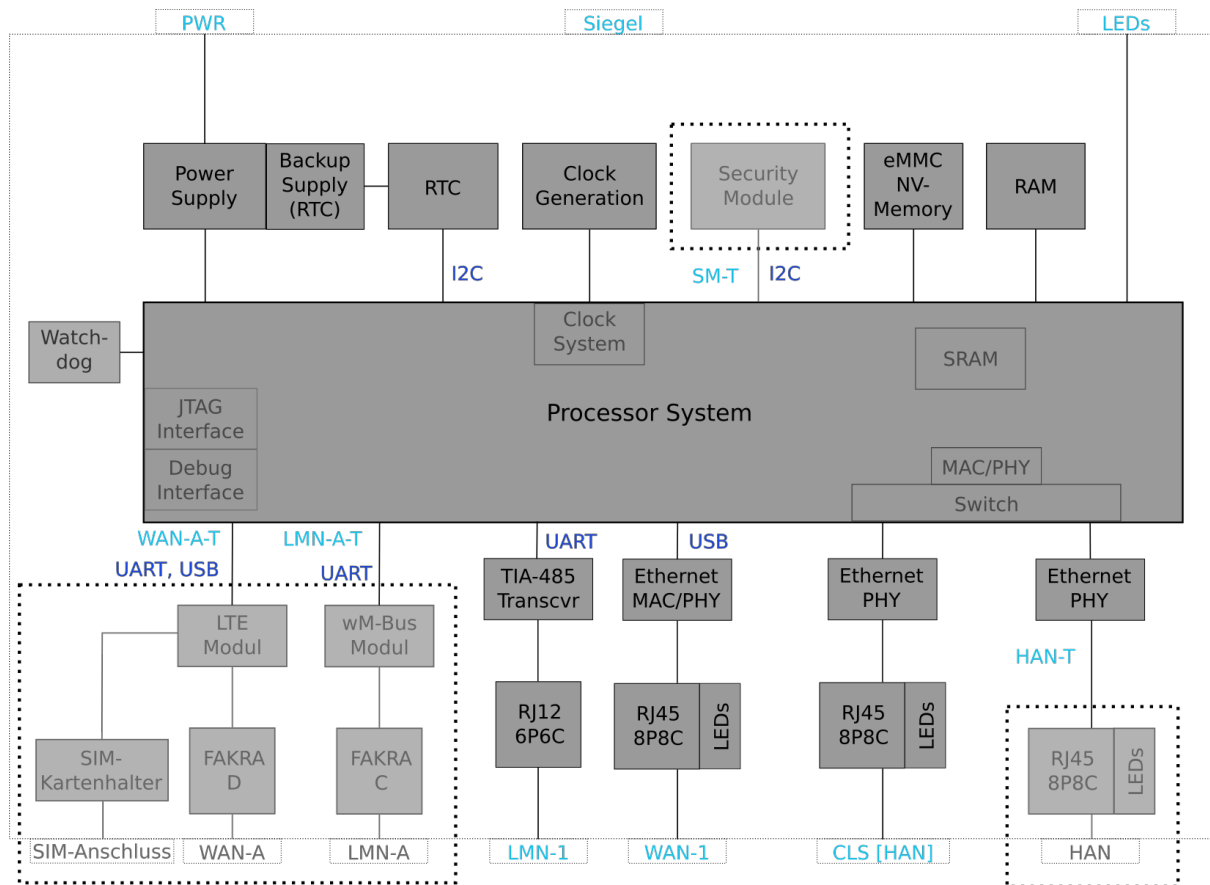 PWR
Siegel
LEDs
Power
Supply
Backup
Supply
(RTC)
RTC
Clock
Generation
Security
Module
eMMC
NV-
Memory
RAM
I2C
SM-T
I2C
Watch-
dog
Clock
System
SRAM
JTAG
Interface
Processor System
Debug
Interface
MAC/PHY
Switch
WAN-A-T
UART, USB
LMN-A-T
UART
UART
USB
LTE
Modul
wM-Bus
Modul
TIA-485
Transcvr
Ethernet
MAC/PHY
Ethernet
PHY
Ethernet
PHY
HAN-T
SIM-
Kartenhalter
FAKRA
D
FAKRA
C
RJ12
6P6C
RJ45
8P8C
LEDs
RJ45
8P8C
LEDs
RJ45
8P8C
LEDs
SIM-Anschluss
WAN-A
LMN-A
LMN-1
WAN-1
CLS [HAN]
HAN